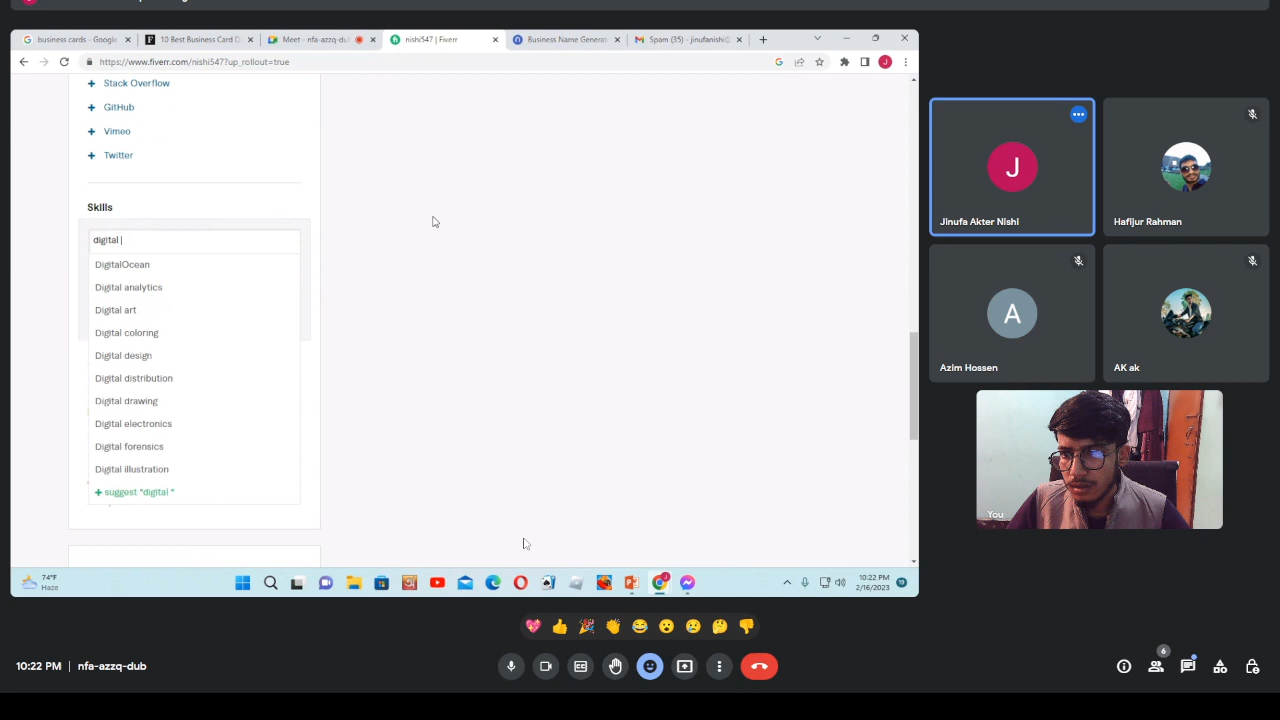 business cards - Google
10 Best Business Card D
Meet - nfa-azzq-dub
nishi547 | Fiverr
Business Name Generat
Spam (35) - jinufanishi@
https://www.fiverr.com/nishi547?up_rollout=true
J
+ Stack Overflow
+ GitHub
+ Vimeo
+ Twitter
Skills
digital
DigitalOcean
Digital analytics
Digital art
Digital coloring
Digital design
Digital distribution
Digital drawing
Digital electronics
Digital forensics
Digital illustration
+ suggest "digital "
74°F
Haze
10:22 PM
2/16/2023
J
Jinufa Akter Nishi
Hafijur Rahman
A
Azim Hossen
AK ak
You
10:22 PM | nfa-azzq-dub
6